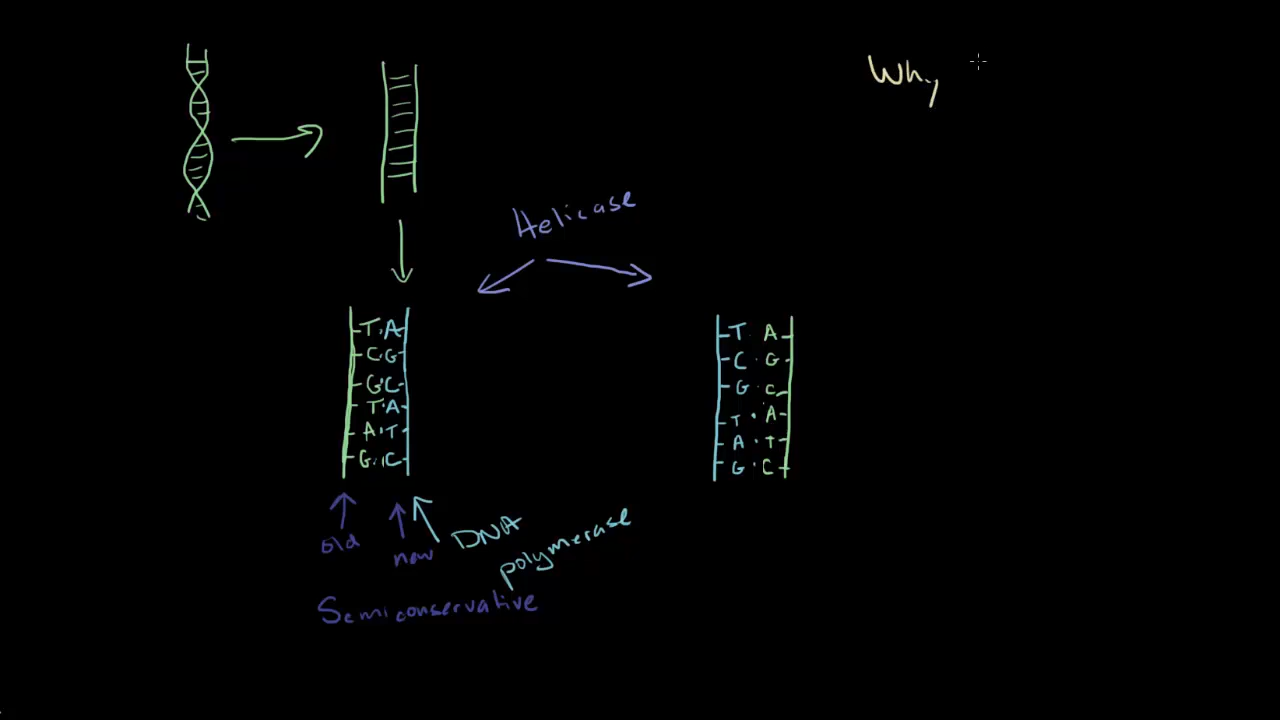 Why
Helicase
T·A
C·G
G·C
T·A
A·T
G·C
T· A
C · G
G · C
T · A
A · T
G · C
old
new
DNA
polymerase
Semiconservative